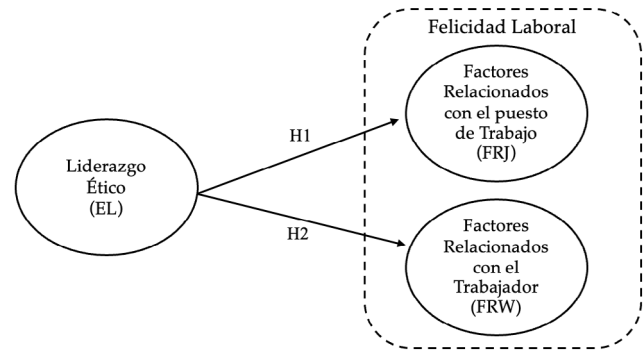 Felicidad Laboral
Factores
Relacionados
con el puesto
de Trabajo
(FRJ)
H1
Liderazgo
Ético
(EL)
H2
Factores
Relacionados
con el
Trabajador
(FRW)